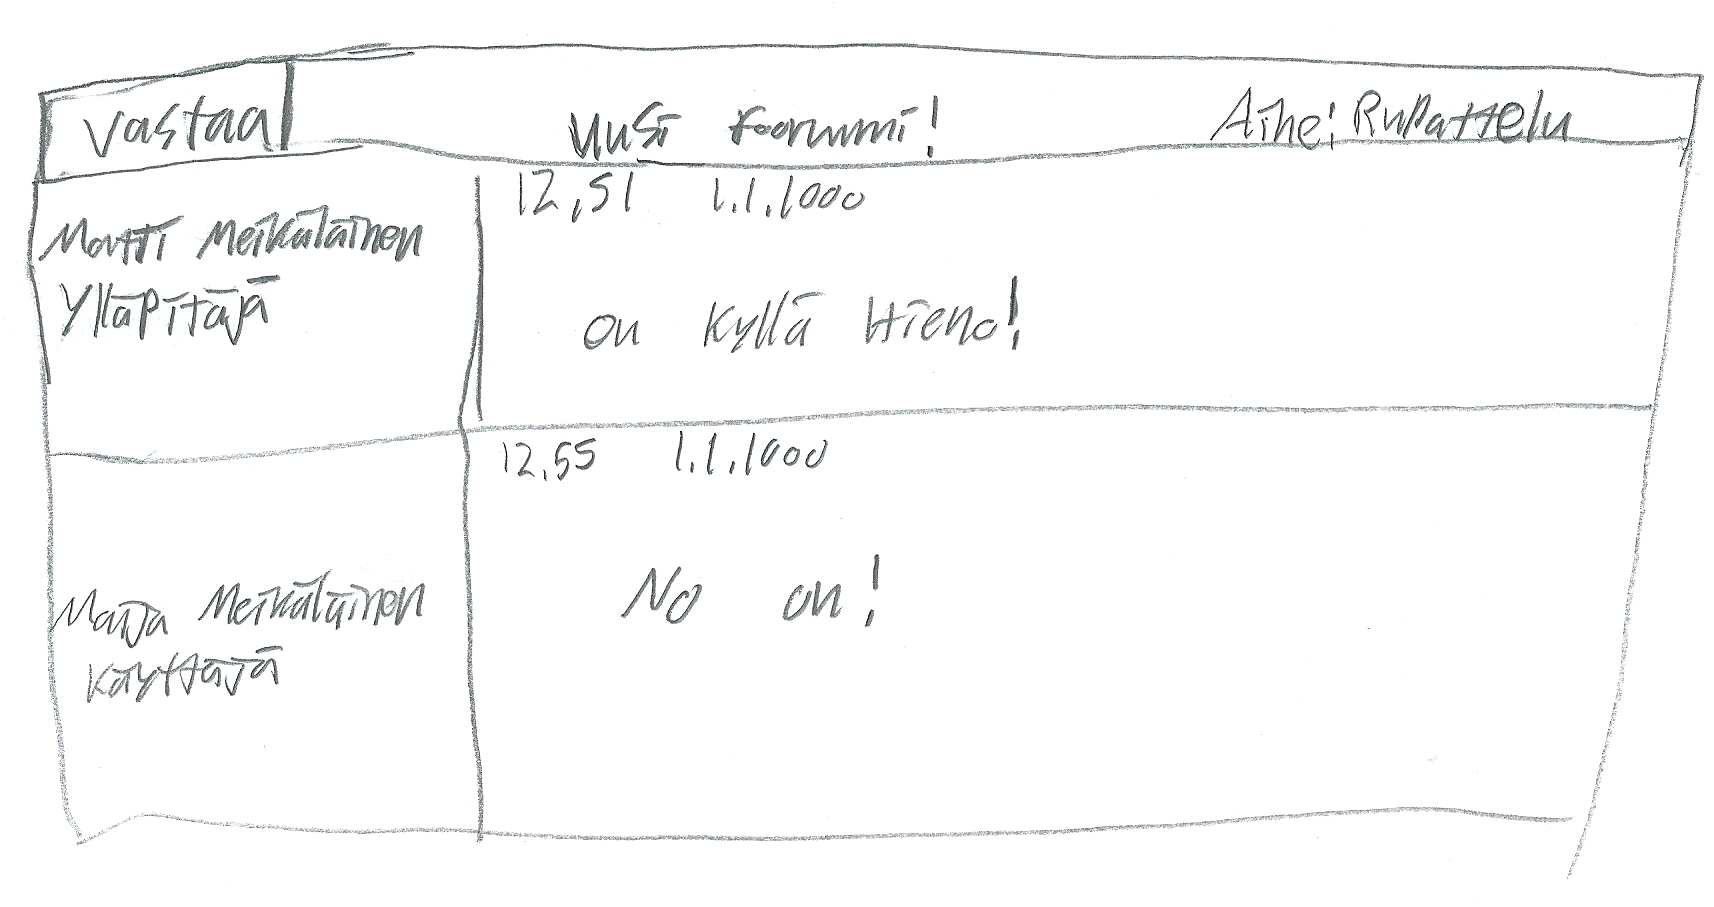 Vastaa
Uusi Foorumi!
Aihe: Rupattelu
Matti Meikäläinen
Ylläpitäjä
12.51 1.1.1000
on Kyllä Hieno!
Maija Meikäläinen
Käyttäjä
12.55 1.1.1000
No on!